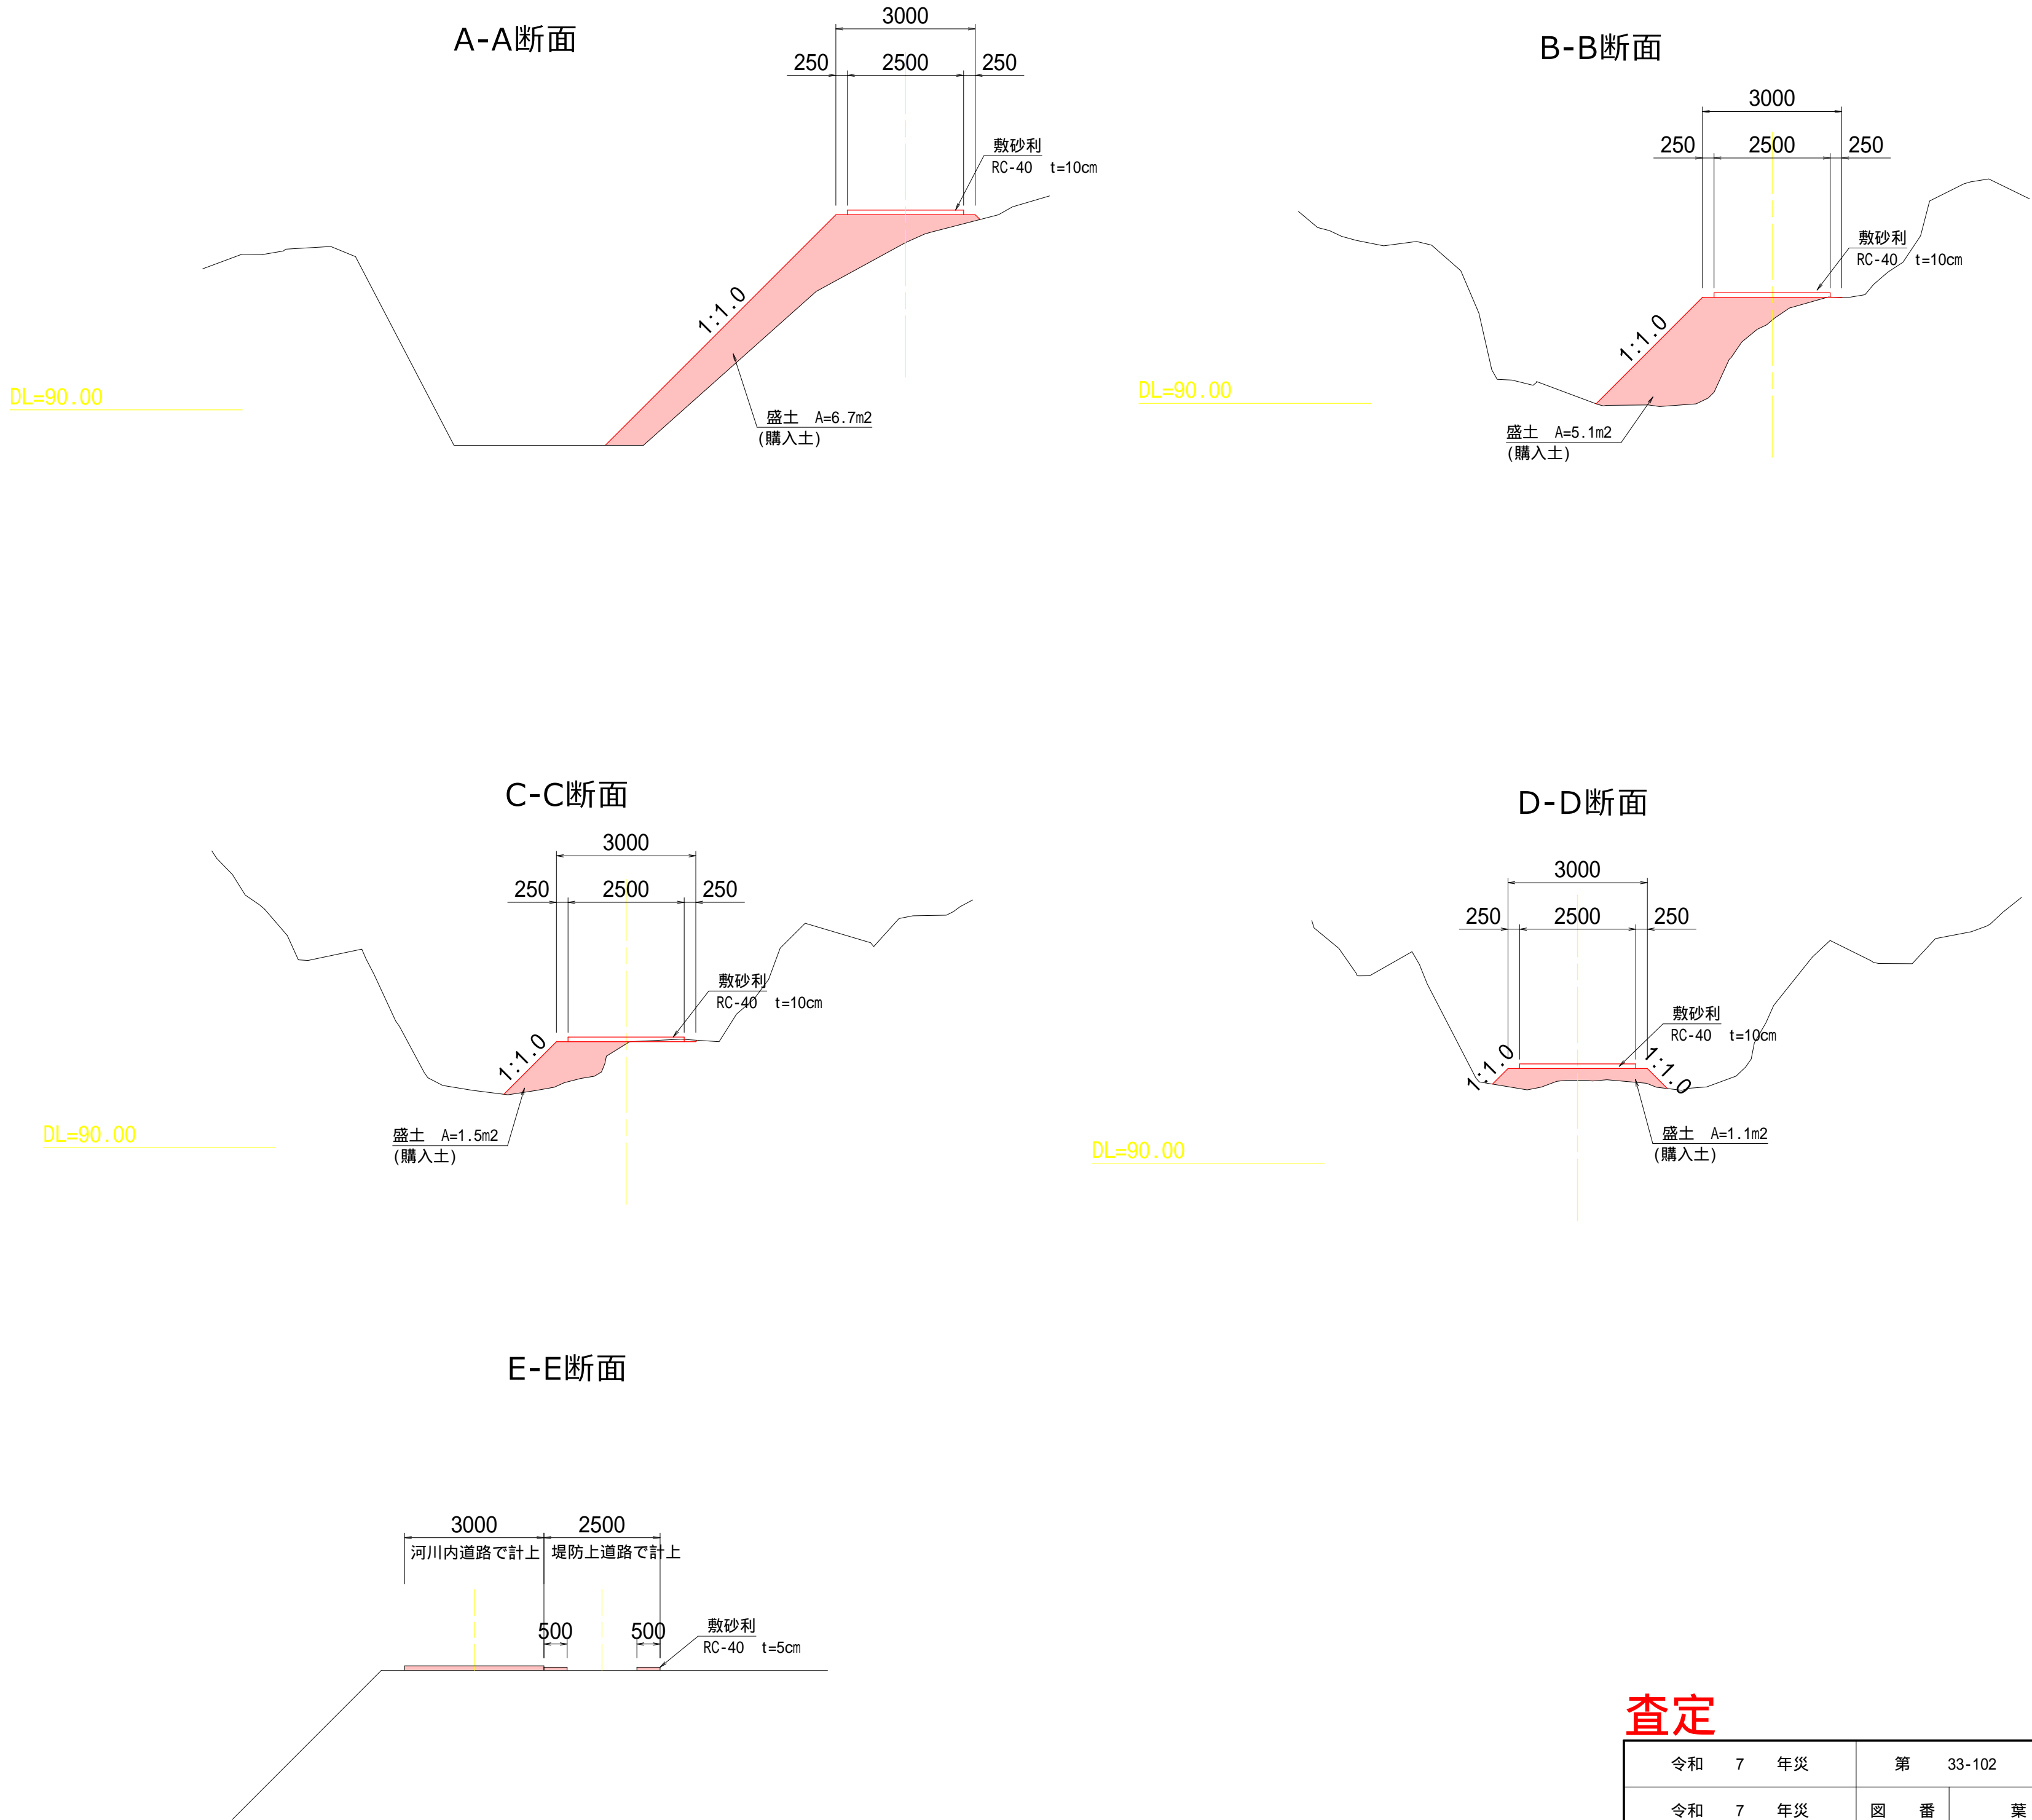 A-A断面
3000
250 2500 250
敷砂利
RC-40 t=10cm
1:1.0
DL=90.00
盛土 A=6.7m2
(購入土)
B-B断面
3000
250 2500 250
敷砂利
RC-40 t=10cm
1:1.0
DL=90.00
盛土 A=5.1m2
(購入土)
C-C断面
3000
250 2500 250
敷砂利
RC-40 t=10cm
1:1.0
DL=90.00
盛土 A=1.5m2
(購入土)
D-D断面
3000
250 2500 250
敷砂利
RC-40 t=10cm
1:1.0
1:1.0
DL=90.00
盛土 A=1.1m2
(購入土)
E-E断面
3000 2500
河川内道路で計上 堤防上道路で計上
500 500
敷砂利
RC-40 t=5cm
査定
令和 7 年災 第 33-102
令和 7 年災 図 番 葉